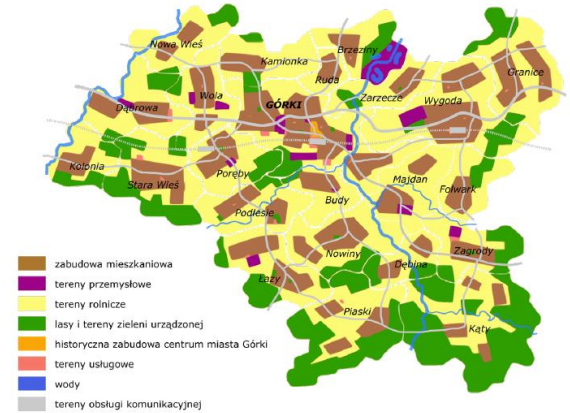 Nowa Wieś
Brzeziny
Kamionka
Granice
Ruda
Wola
Zarzecze
Wygoda
Dąbrowa
GÓRKI
Kolonia
Poręby
Majdan
Stara Wieś
Folwark
Budy
Podlesie
Nowiny
Zagrody
Dębina
Łazy
Piaski
Kąty
zabudowa mieszkaniowa
tereny przemysłowe
tereny rolnicze
lasy i tereny zieleni urządzonej
historyczna zabudowa centrum miasta Górki
tereny usługowe
wody
tereny obsługi komunikacyjnej